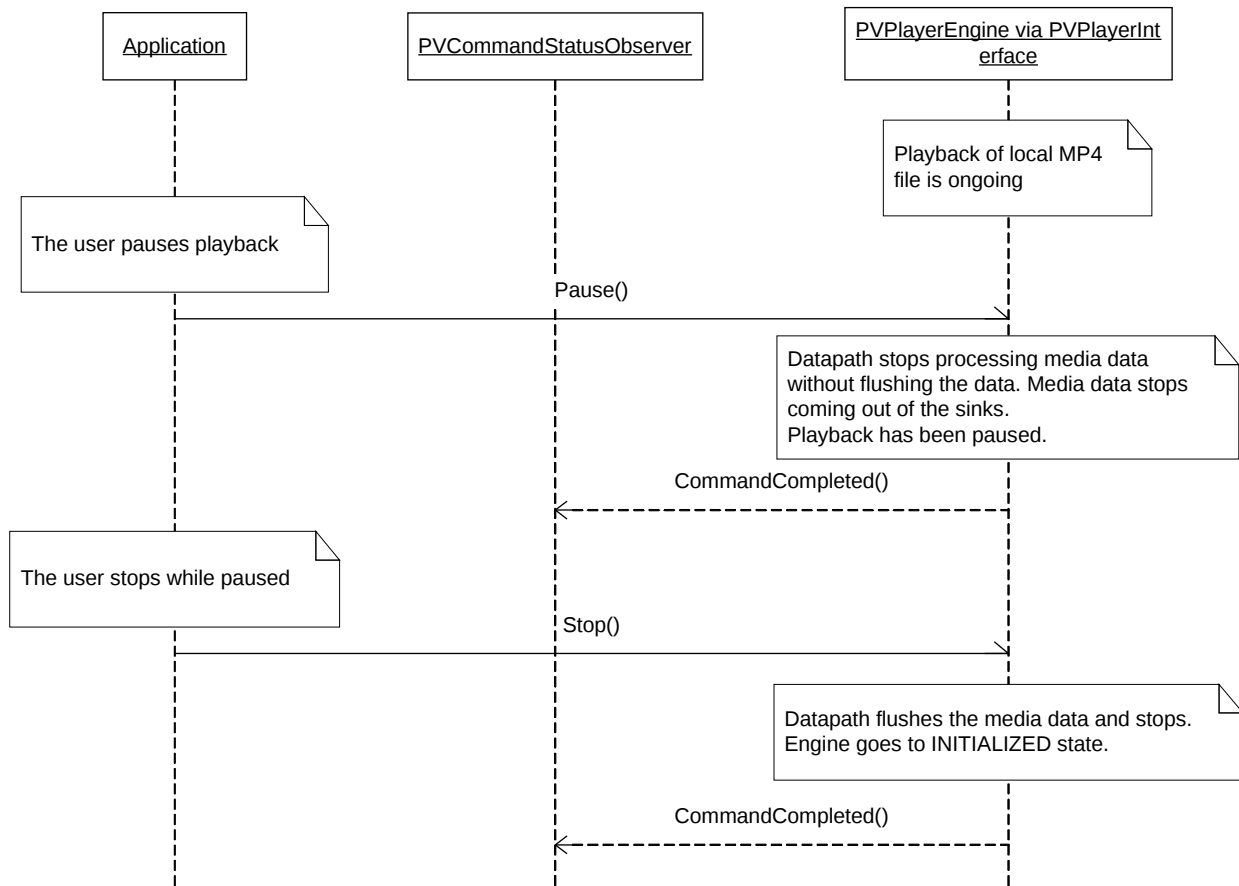 Application
PVCommandStatusObserver
PVPlayerEngine via PVPlayerInt
erface
Playback of local MP4
file is ongoing
The user pauses playback
Pause()
Datapath stops processing media data
without flushing the data. Media data stops
coming out of the sinks.
Playback has been paused.
CommandCompleted()
The user stops while paused
Stop()
Datapath flushes the media data and stops.
Engine goes to INITIALIZED state.
CommandCompleted()